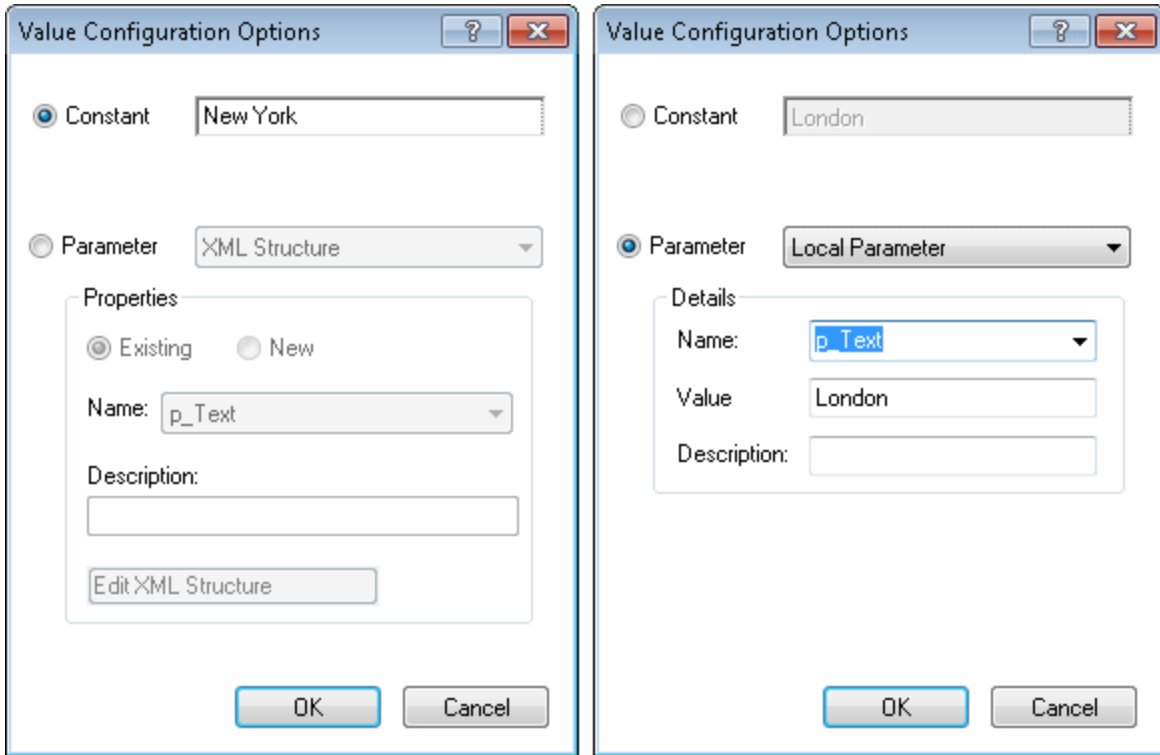 Value Configuration Options
Constant New York
Parameter XML Structure
Properties
Existing New
Name: p_Text
Description:
Edit XML Structure
OK Cancel
Value Configuration Options
Constant London
Parameter Local Parameter
Details
Name: p_Text
Value London
Description:
OK Cancel